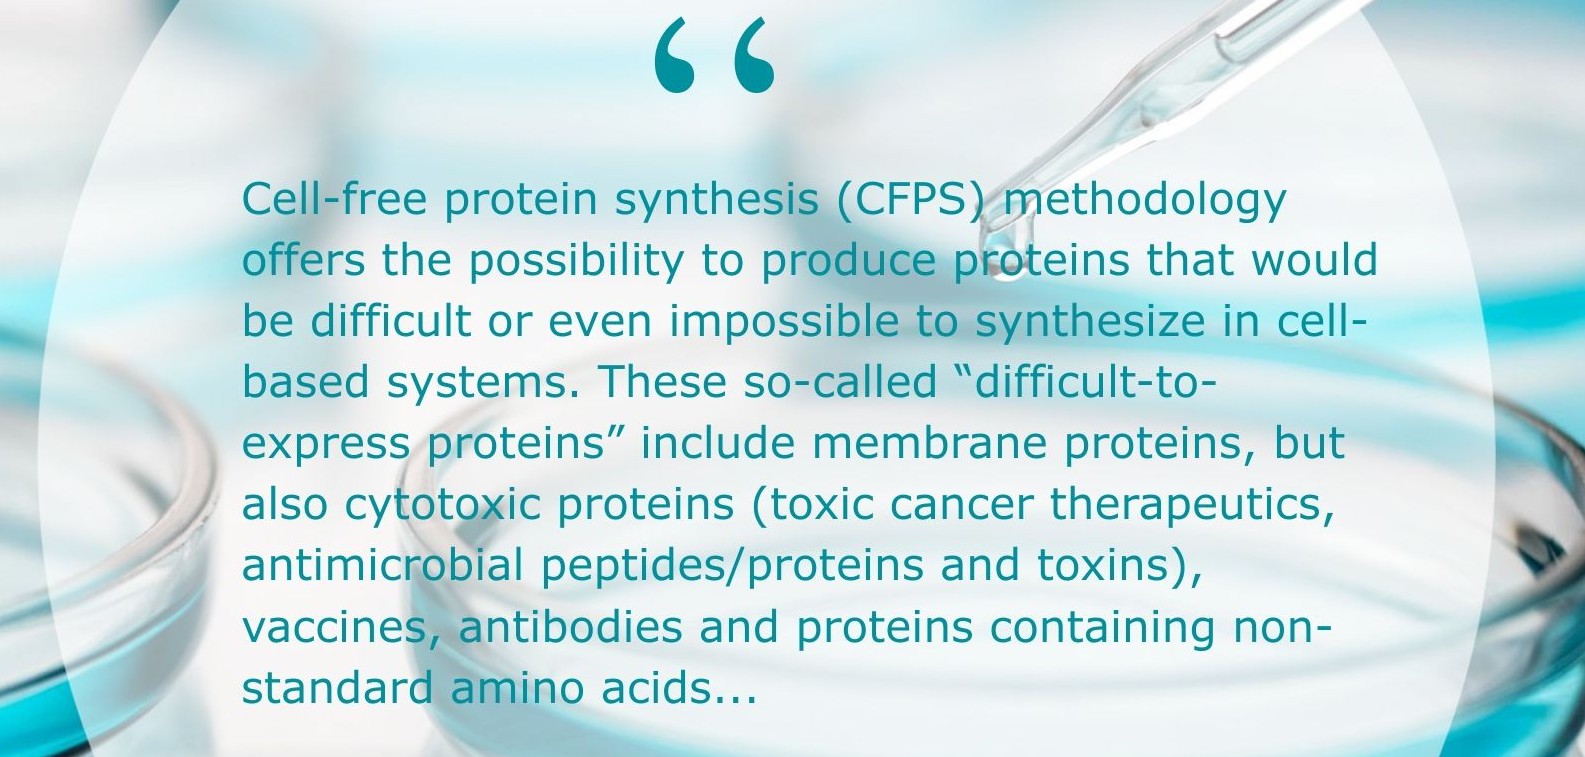 “
Cell-free protein synthesis (CFPS) methodology
offers the possibility to produce proteins that would
be difficult or even impossible to synthesize in cell-
based systems. These so-called “difficult-to-
express proteins” include membrane proteins, but
also cytotoxic proteins (toxic cancer therapeutics,
antimicrobial peptides/proteins and toxins),
vaccines, antibodies and proteins containing non-
standard amino acids...